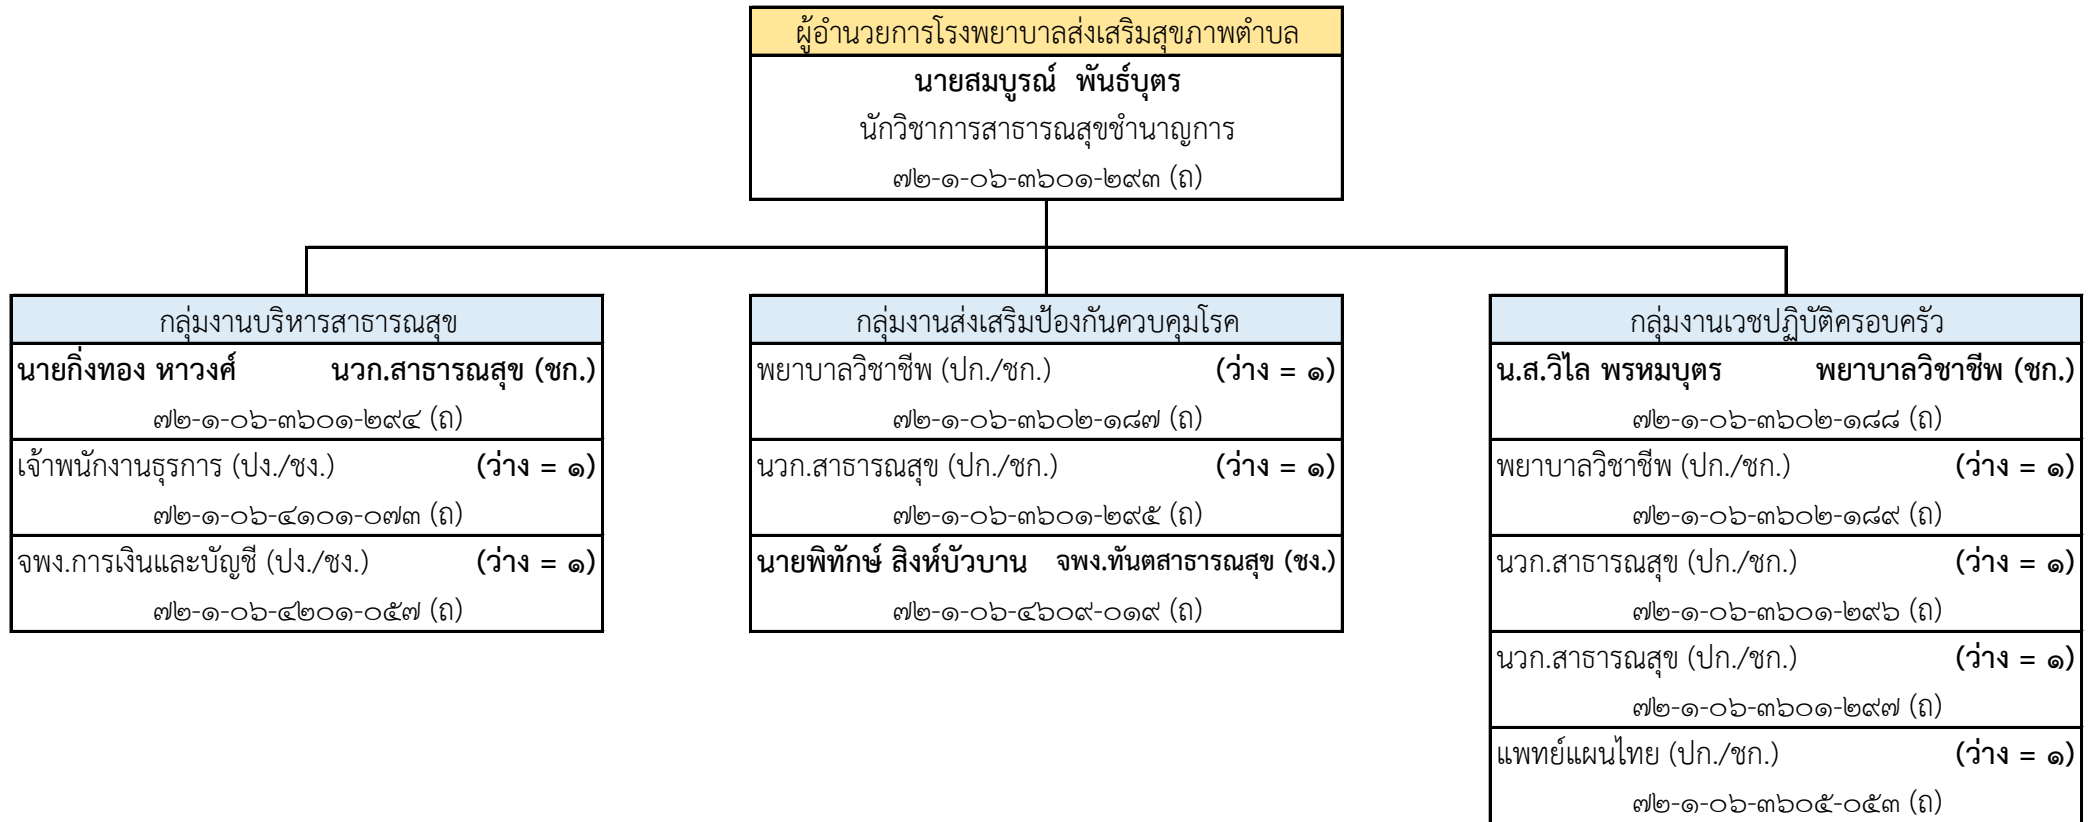 ผู้อำนวยการโรงพยาบาลส่งเสริมสุขภาพตำบล
นายสมบูรณ์ พันธ์บุตร
นักวิชาการสาธารณสุขชำนาญการ
๗๒-๑-๐๖-๓๖๐๑-๒๙๓ (ถ)
กลุ่มงานบริหารสาธารณสุข
นายกิ่งทอง หาวงศ์ นวก.สาธารณสุข (ชก.)
๗๒-๑-๐๖-๓๖๐๑-๒๙๔ (ถ)
เจ้าพนักงานธุรการ (ปง./ชง.) (ว่าง = ๑)
๗๒-๑-๐๖-๔๑๐๑-๐๗๓ (ถ)
จพง.การเงินและบัญชี (ปง./ชง.) (ว่าง = ๑)
๗๒-๑-๐๖-๔๒๐๑-๐๕๗ (ถ)
กลุ่มงานส่งเสริมป้องกันควบคุมโรค
พยาบาลวิชาชีพ (ปก./ชก.) (ว่าง = ๑)
๗๒-๑-๐๖-๓๖๐๒-๑๘๗ (ถ)
นวก.สาธารณสุข (ปก./ชก.) (ว่าง = ๑)
๗๒-๑-๐๖-๓๖๐๑-๒๙๕ (ถ)
นายพิทักษ์ สิงห์บัวบาน จพง.ทันตสาธารณสุข (ชง.)
๗๒-๑-๐๖-๔๖๐๙-๐๑๙ (ถ)
กลุ่มงานเวชปฏิบัติครอบครัว
น.ส.วิไล พรหมบุตร พยาบาลวิชาชีพ (ชก.)
๗๒-๑-๐๖-๓๖๐๒-๑๘๘ (ถ)
พยาบาลวิชาชีพ (ปก./ชก.) (ว่าง = ๑)
๗๒-๑-๐๖-๓๖๐๒-๑๘๙ (ถ)
นวก.สาธารณสุข (ปก./ชก.) (ว่าง = ๑)
๗๒-๑-๐๖-๓๖๐๑-๒๙๖ (ถ)
นวก.สาธารณสุข (ปก./ชก.) (ว่าง = ๑)
๗๒-๑-๐๖-๓๖๐๑-๒๙๗ (ถ)
แพทย์แผนไทย (ปก./ชก.) (ว่าง = ๑)
๗๒-๑-๐๖-๓๖๐๕-๐๕๓ (ถ)